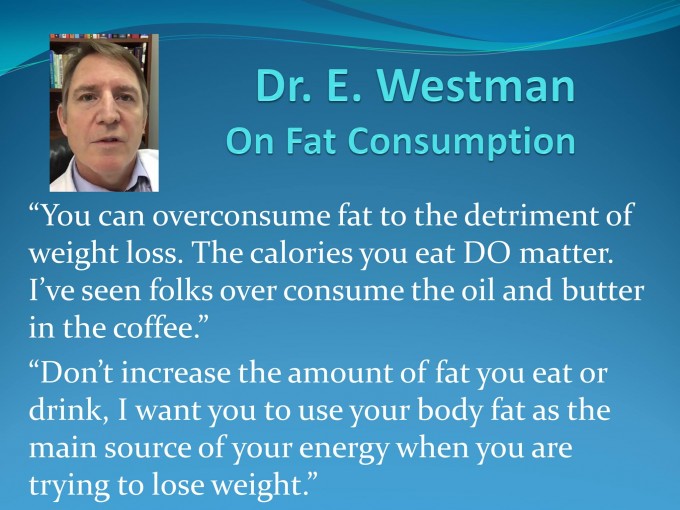 Dr. E. Westman
On Fat Consumption
“You can overconsume fat to the detriment of
weight loss. The calories you eat DO matter.
I’ve seen folks over consume the oil and butter
in the coffee.”
“Don’t increase the amount of fat you eat or
drink, I want you to use your body fat as the
main source of your energy when you are
trying to lose weight.”